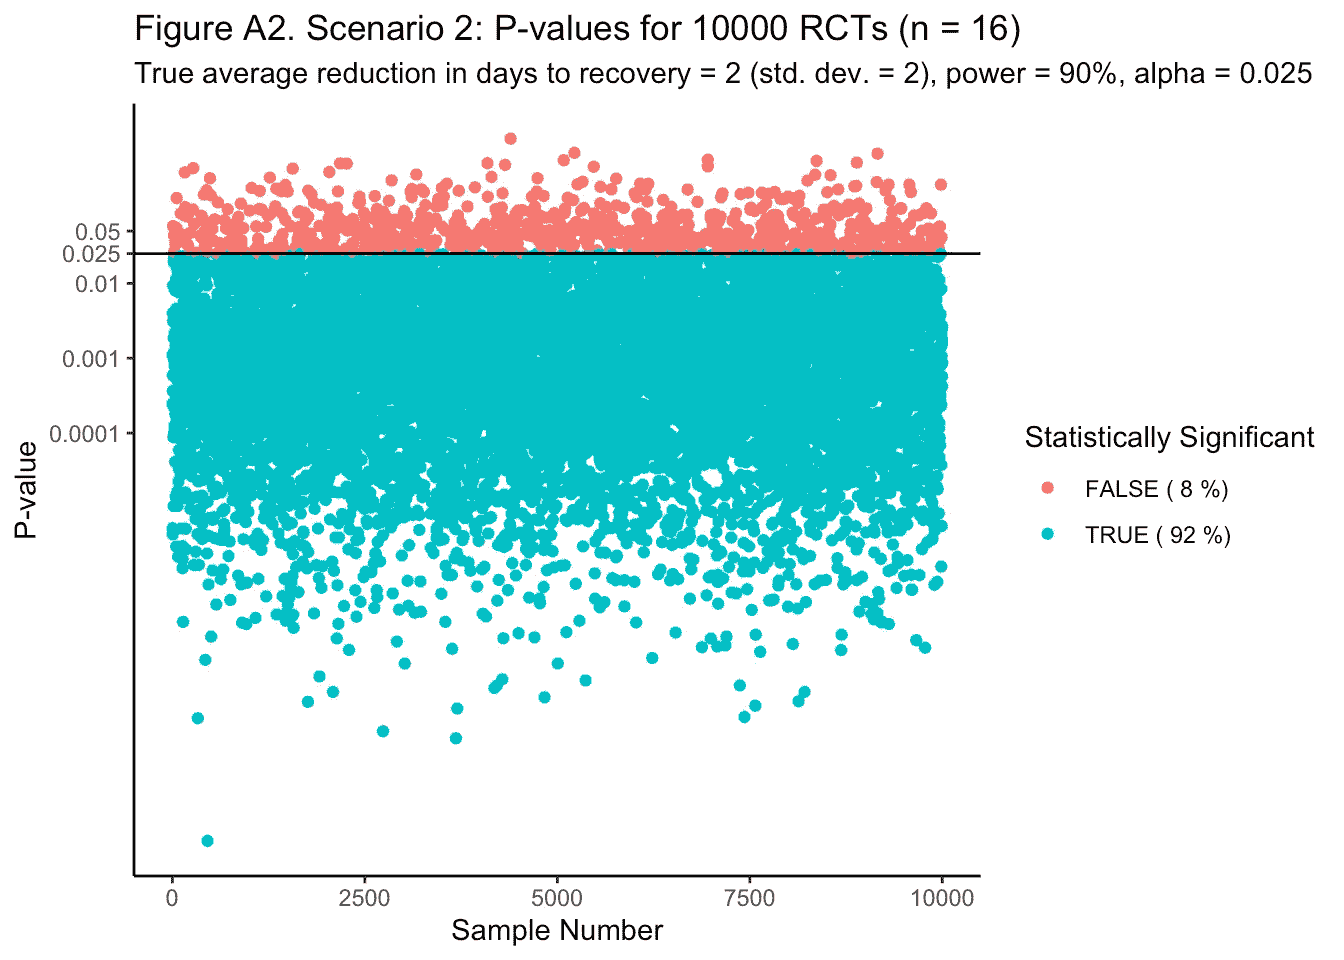 Figure A2. Scenario 2: P-values for 10000 RCTs (n = 16)
True average reduction in days to recovery = 2 (std. dev. = 2), power = 90%, alpha = 0.025
0.05
0.025
0.01
0.001
0.0001
P-value
0
2500
5000
7500
10000
Sample Number
Statistically Significant
FALSE ( 8 %)
TRUE ( 92 %)